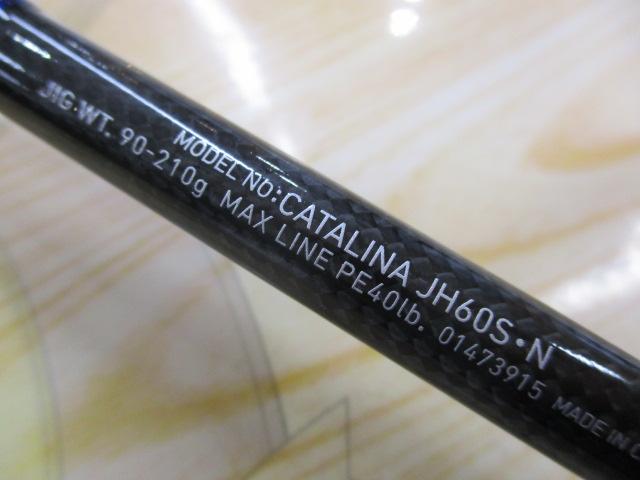 MODEL No:CATALINA JH60S・N
JIG.WT. 90-210g MAX LINE PE40lb. 01473915 MADE IN